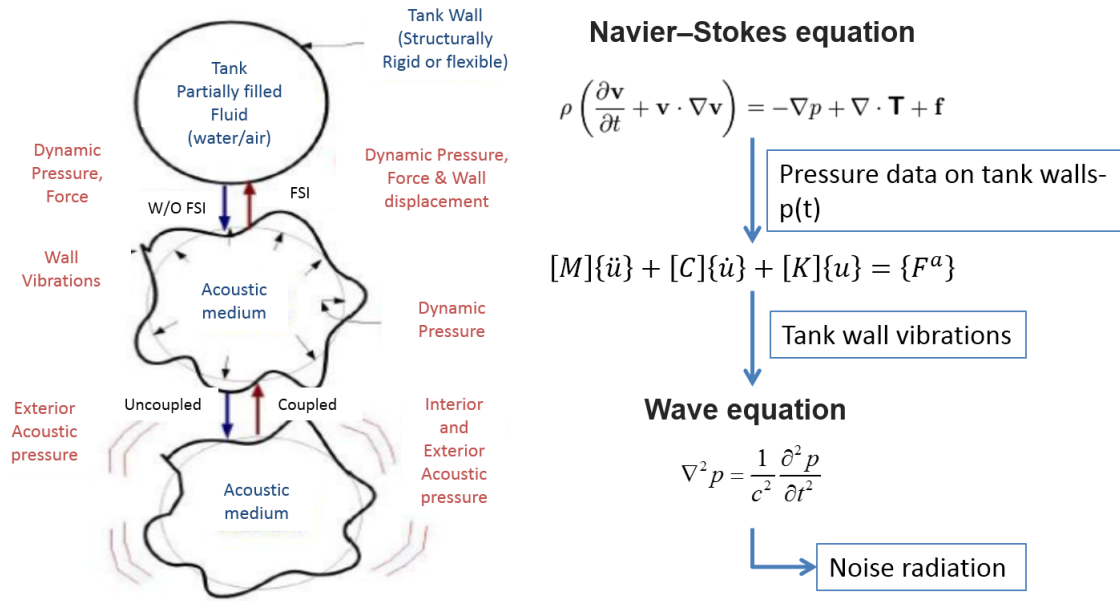 Tank Wall
(Structurally
Rigid or flexible)
Tank
Partially filled
Fluid
(water/air)
Dynamic
Pressure,
Force
Dynamic Pressure,
Force & Wall
displacement
W/O FSI
FSI
Wall
Vibrations
Acoustic
medium
Dynamic
Pressure
Uncoupled
Coupled
Exterior
Acoustic
pressure
Interior
and
Exterior
Acoustic
pressure
Acoustic
medium
Navier–Stokes equation
ρ(∂v/∂t + v · ∇v) = −∇p + ∇ · T + f
Pressure data on tank walls-
p(t)
[M]{ü} + [C]{u̇} + [K]{u} = {Fᵃ}
Tank wall vibrations
Wave equation
∇²p = 1/c² ∂²p/∂t²
Noise radiation